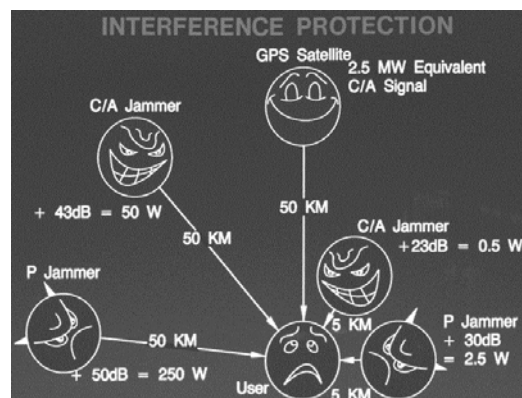 INTERFERENCE PROTECTION
GPS Satellite
2.5 MW Equivalent
C/A Signal
C/A Jammer
+ 43dB = 50 W
50 KM
50 KM
C/A Jammer
+23dB = 0.5 W
P Jammer
50 KM
+ 50dB = 250 W
User
5 KM
5 KM
P Jammer
+ 30dB
= 2.5 W